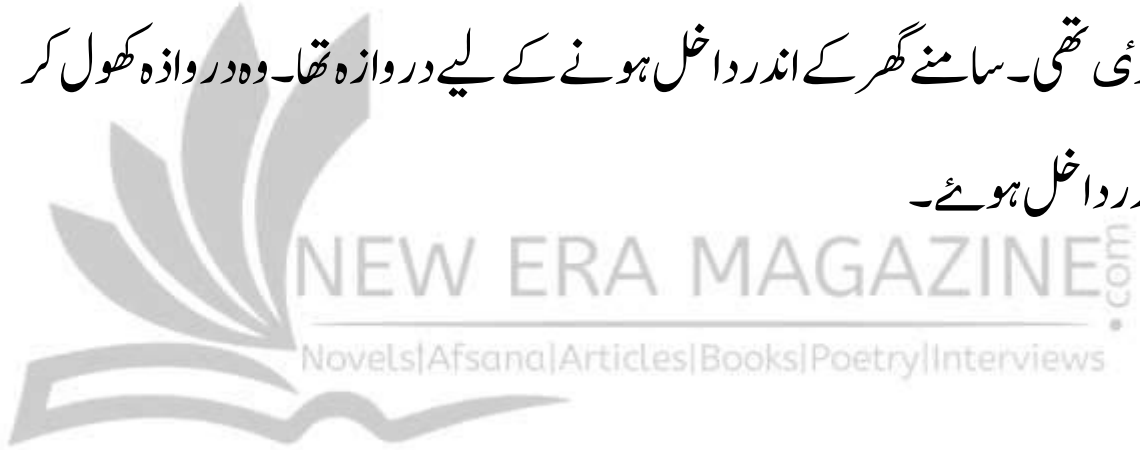 تھی۔سامنے گھر کے اندر داخل ہونے کے لیے دروازہ تھا۔وہ درواذہ کھول کر
داخل ہوئے۔
NEW ERA MAGAZINE.com
Novels|Afsana|Articles|Books|Poetry|Interviews